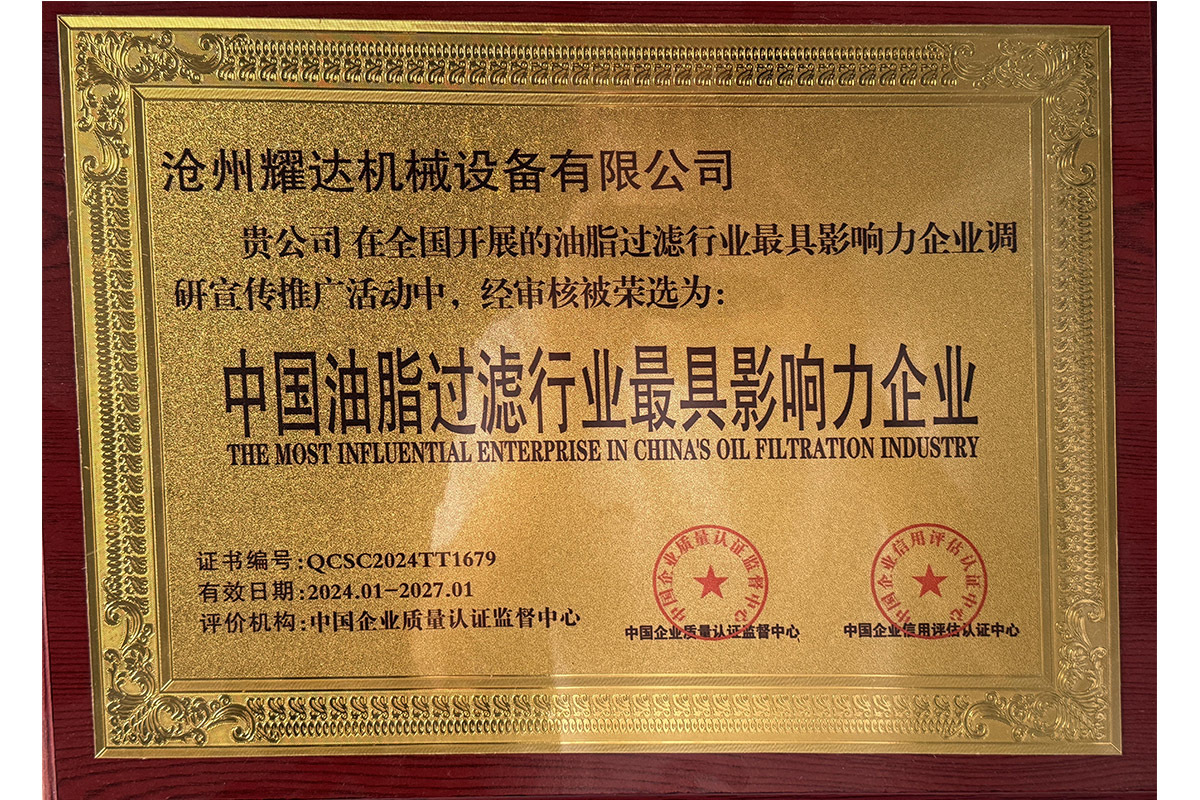 沧州耀达机械设备有限公司
贵公司 在全国开展的油脂过滤行业最具影响力企业调
研宣传推广活动中，经审核被荣选为：
中国油脂过滤行业最具影响力企业
THE MOST INFLUENTIAL ENTERPRISE IN CHINA'S OIL FILTRATION INDUSTRY
证书编号：QCSC2024TT1679
有效日期：2024.01-2027.01
评价机构：中国企业质量认证监督中心
中国企业质量认证监督中心
中国企业质量认证监督中心
中国企业信用评估认证中心
中国企业信用评估认证中心